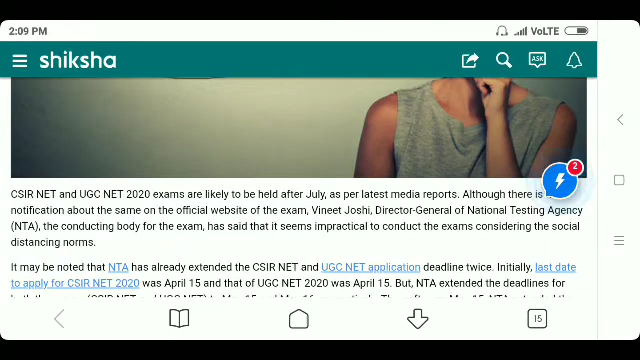 2:09 PM VoLTE
shiksha ASK
2
CSIR NET and UGC NET 2020 exams are likely to be held after July, as per latest media reports. Although there is
notification about the same on the official website of the exam, Vineet Joshi, Director-General of National Testing Agency
(NTA), the conducting body for the exam, has said that it seems impractical to conduct the exams considering the social
distancing norms.
It may be noted that NTA has already extended the CSIR NET and UGC NET application deadline twice. Initially, last date
to apply for CSIR NET 2020 was April 15 and that of UGC NET 2020 was April 15. But, NTA extended the deadlines for
15